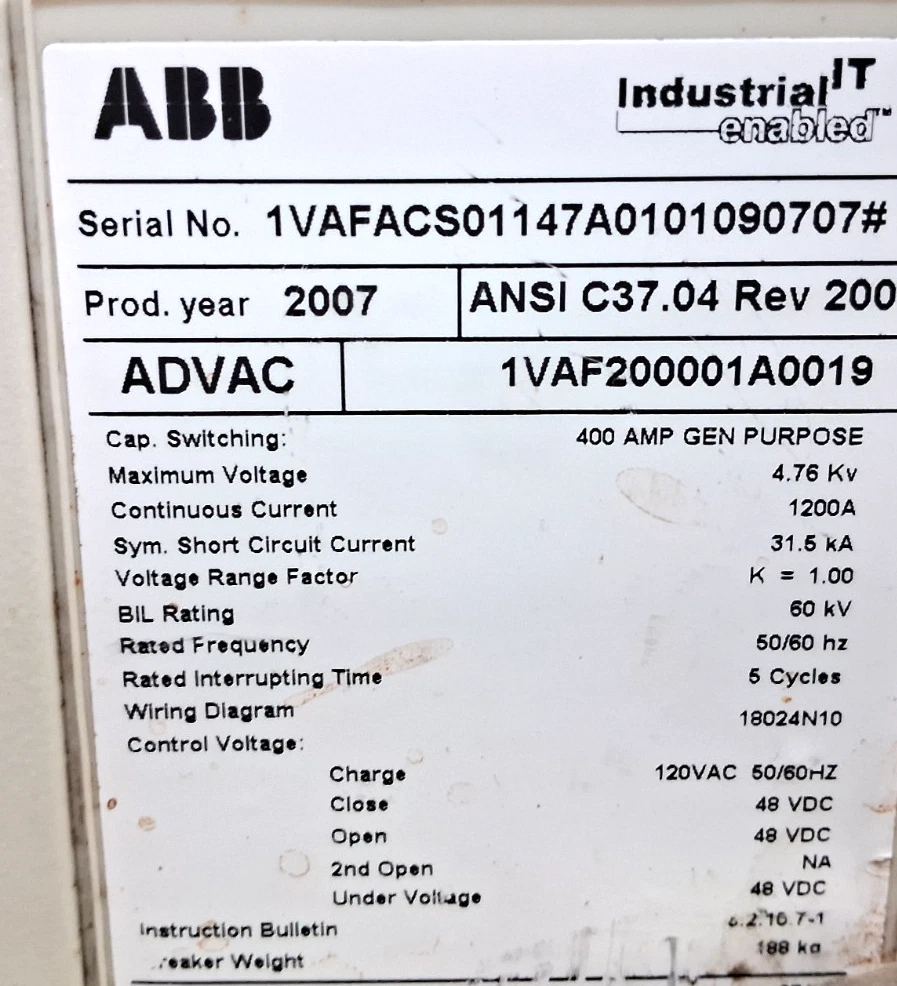 ABB
Industrial IT
enabled™
Serial No. 1VAFACS01147A0101090707#
Prod. year 2007 ANSI C37.04 Rev 200
ADVAC 1VAF200001A0019
Cap. Switching: 400 AMP GEN PURPOSE
Maximum Voltage 4.76 Kv
Continuous Current 1200A
Sym. Short Circuit Current 31.5 kA
Voltage Range Factor K = 1.00
BIL Rating 60 kV
Rated Frequency 50/60 hz
Rated Interrupting Time 5 Cycles
Wiring Diagram 18024N10
Control Voltage:
Charge 120VAC 50/60HZ
Close 48 VDC
Open 48 VDC
2nd Open NA
Under Voltage 48 VDC
Instruction Bulletin
Weight 188 kg